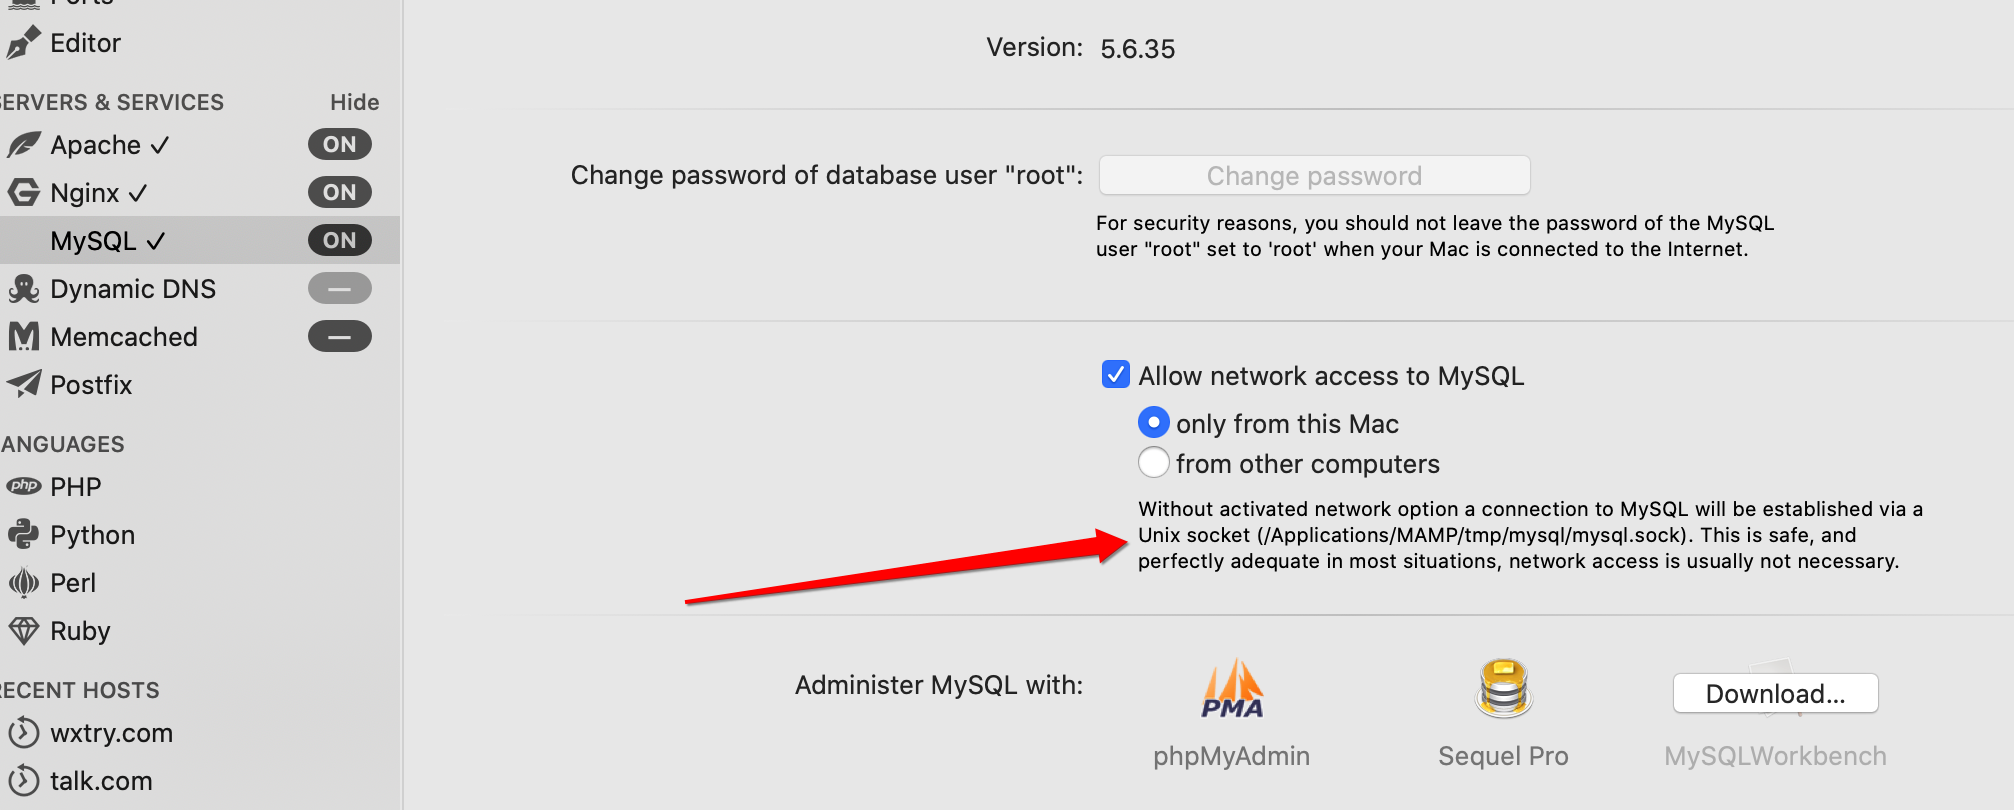 Ports
Editor
SERVERS & SERVICES Hide
Apache ✓ ON
Nginx ✓ ON
MySQL ✓ ON
Dynamic DNS —
Memcached —
Postfix
LANGUAGES
php PHP
Python
Perl
Ruby
RECENT HOSTS
wxtry.com
talk.com
Version: 5.6.35
Change password of database user "root": Change password
For security reasons, you should not leave the password of the MySQL
user "root" set to 'root' when your Mac is connected to the Internet.
Allow network access to MySQL
only from this Mac
from other computers
Without activated network option a connection to MySQL will be established via a
Unix socket (/Applications/MAMP/tmp/mysql/mysql.sock). This is safe, and
perfectly adequate in most situations, network access is usually not necessary.
Administer MySQL with:
PMA
phpMyAdmin
Sequel Pro
Download...
MySQLWorkbench